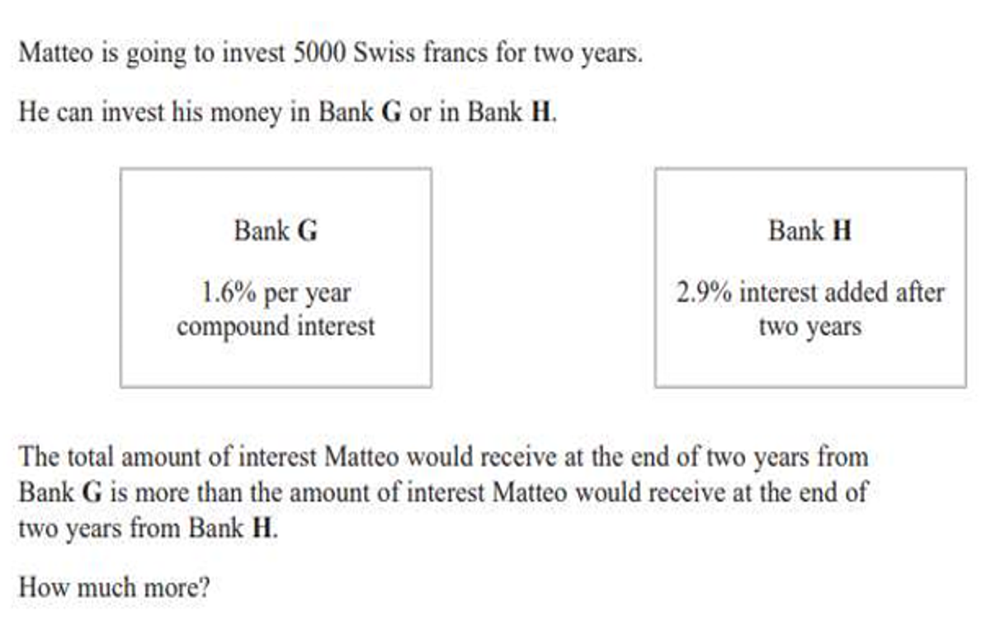 Matteo is going to invest 5000 Swiss francs for two years.
He can invest his money in Bank G or in Bank H.
Bank G
1.6% per year
compound interest
Bank H
2.9% interest added after
two years
The total amount of interest Matteo would receive at the end of two years from
Bank G is more than the amount of interest Matteo would receive at the end of
two years from Bank H.
How much more?